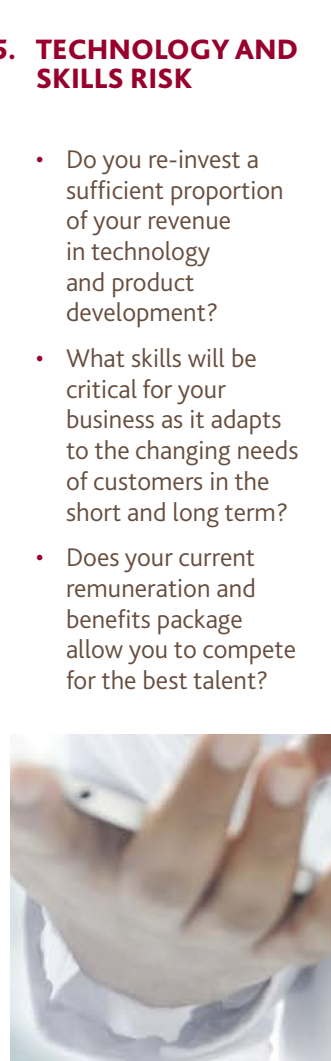 5. TECHNOLOGY AND
SKILLS RISK
• Do you re-invest a
sufficient proportion
of your revenue
in technology
and product
development?
• What skills will be
critical for your
business as it adapts
to the changing needs
of customers in the
short and long term?
• Does your current
remuneration and
benefits package
allow you to compete
for the best talent?